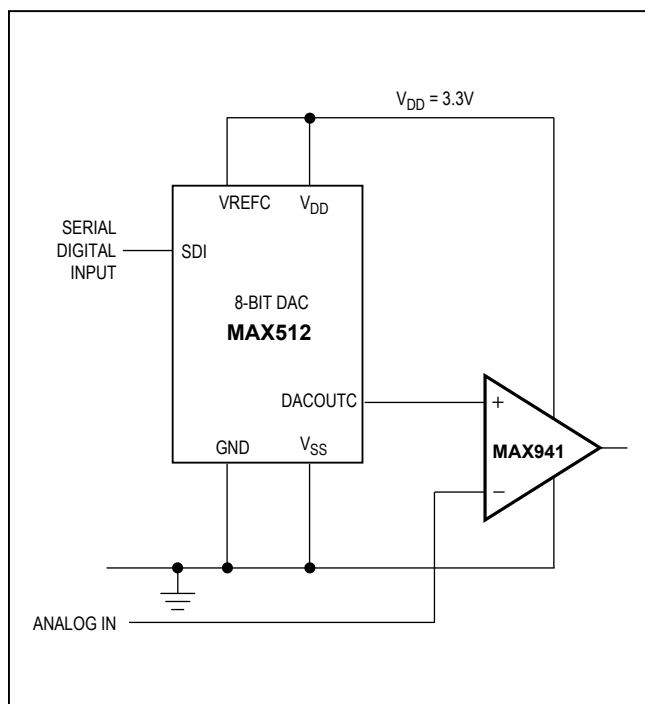 V_DD = 3.3V
VREFC
V_DD
SERIAL
DIGITAL
INPUT
SDI
8-BIT DAC
MAX512
DACOUTC
+
MAX941
−
GND
V_SS
ANALOG IN